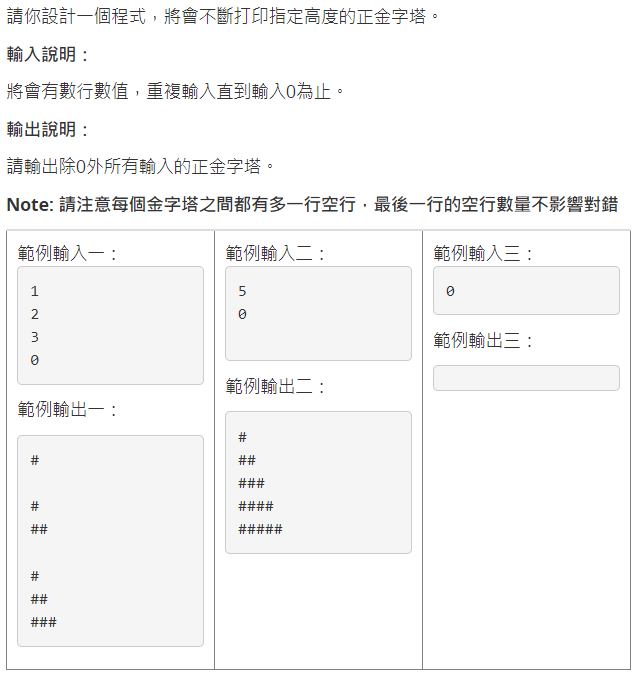 請你設計一個程式，將會不斷打印指定高度的正金字塔。
輸入說明：
將會有數行數值，重複輸入直到輸入0為止。
輸出說明：
請輸出除0外所有輸入的正金字塔。
Note: 請注意每個金字塔之間都有多一行空行，最後一行的空行數量不影響對錯
範例輸入一：
1
2
3
0
範例輸出一：
#

#
##

#
##
###
範例輸入二：
5
0
範例輸出二：
#
##
###
####
#####
範例輸入三：
0
範例輸出三：